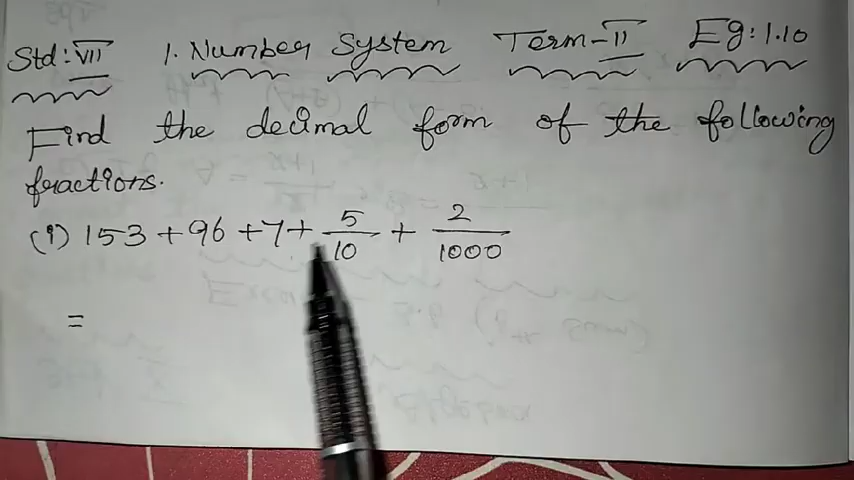 Std: VII 1. Number System Term-II Eg: 1.10
Find the decimal form of the following
fractions.
(i) 153 + 96 + 7 + 5/10 + 2/1000
=